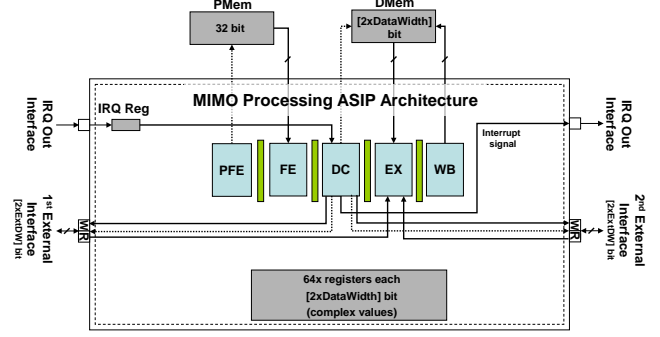 PMem
32 bit
DMem
[2xDataWidth]
bit
MIMO Processing ASIP Architecture
IRQ Out
Interface
IRQ Reg
IRQ Out
Interface
Interrupt
signal
PFE
FE
DC
EX
WB
1st External
Interface
[2xExtDW] bit
W/R
W/R
2nd External
Interface
[2xExtDW] bit
64x registers each
[2xDataWidth] bit
(complex values)